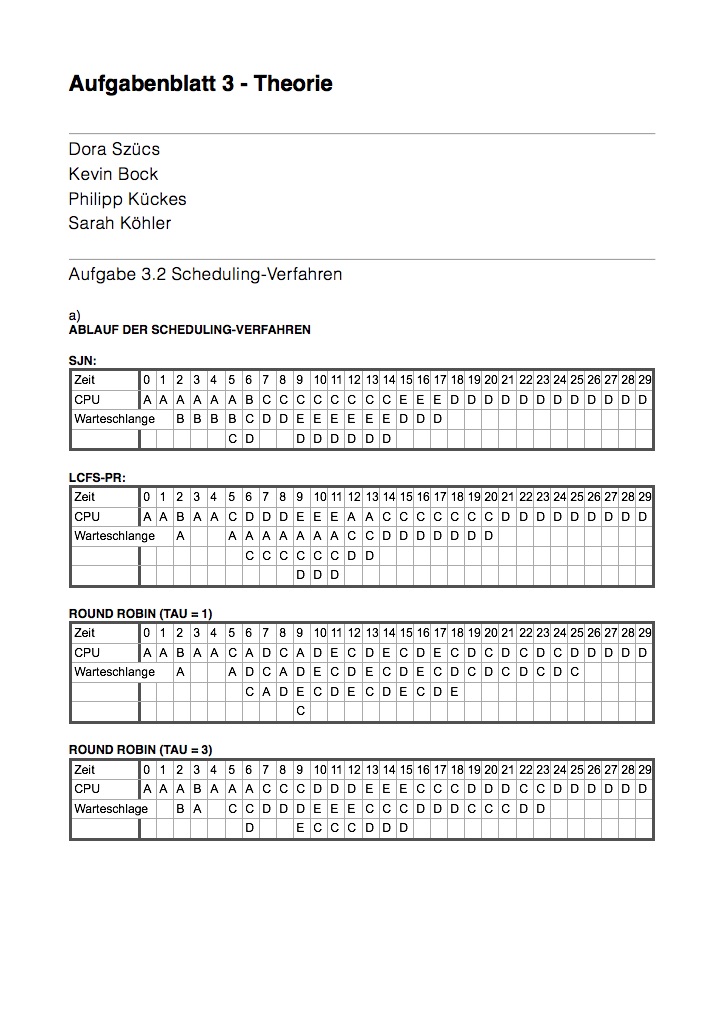 Aufgabenblatt 3 - Theorie
Dora Szücs
Kevin Bock
Philipp Kückes
Sarah Köhler
Aufgabe 3.2 Scheduling-Verfahren
a)
ABLAUF DER SCHEDULING-VERFAHREN
SJN:
Zeit 0 1 2 3 4 5 6 7 8 9 10 11 12 13 14 15 16 17 18 19 20 21 22 23 24 25 26 27 28 29
CPU A A A A A A B C C C C C C C C E E E D D D D D D D D D D D D
Warteschlange B B B B C D D E E E E E E D D D
C D D D D D D D
LCFS-PR:
Zeit 0 1 2 3 4 5 6 7 8 9 10 11 12 13 14 15 16 17 18 19 20 21 22 23 24 25 26 27 28 29
CPU A A B A A C D D D E E E A A C C C C C C C D D D D D D D D D
Warteschlange A A A A A A A A C C D D D D D D D
C C C C C C D D
D D D
ROUND ROBIN (TAU = 1)
Zeit 0 1 2 3 4 5 6 7 8 9 10 11 12 13 14 15 16 17 18 19 20 21 22 23 24 25 26 27 28 29
CPU A A B A A C A D C A D E C D E C D E C D C D C D C D D D D D
Warteschlange A A D C A D E C D E C D E C D C D C D C D C
C A D E C D E C D E C D E
C
ROUND ROBIN (TAU = 3)
Zeit 0 1 2 3 4 5 6 7 8 9 10 11 12 13 14 15 16 17 18 19 20 21 22 23 24 25 26 27 28 29
CPU A A A B A A A C C C D D D E E E C C C D D D C C D D D D D D
Warteschlage B A C C D D D E E E C C C D D D C C C D D
D E C C C D D D